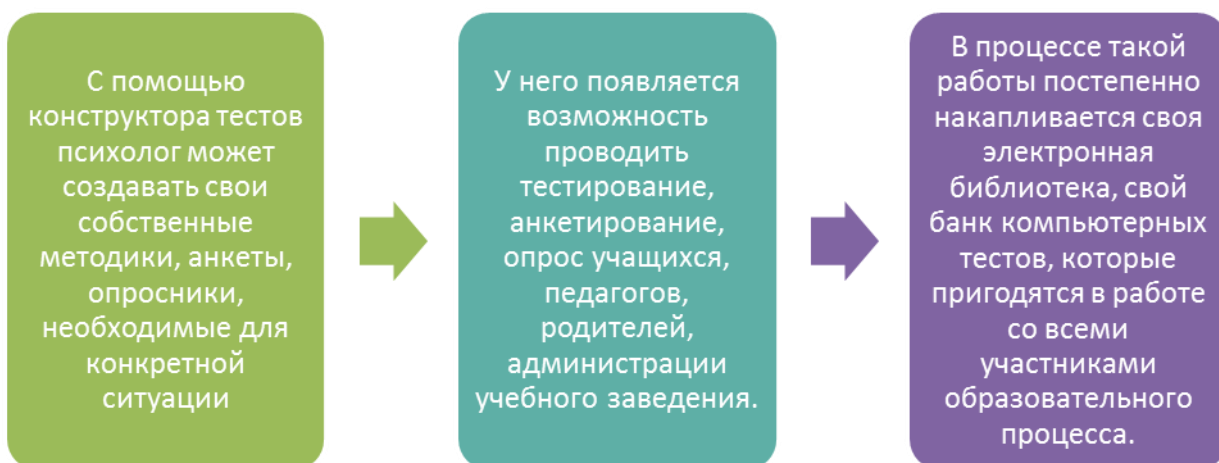 С помощью
конструктора тестов
психолог может
создавать свои
собственные
методики, анкеты,
опросники,
необходимые для
конкретной
ситуации
У него появляется
возможность
проводить
тестирование,
анкетирование,
опрос учащихся,
педагогов,
родителей,
администрации
учебного заведения.
В процессе такой
работы постепенно
накапливается своя
электронная
библиотека, свой
банк компьютерных
тестов, которые
пригодятся в работе
со всеми
участниками
образовательного
процесса.